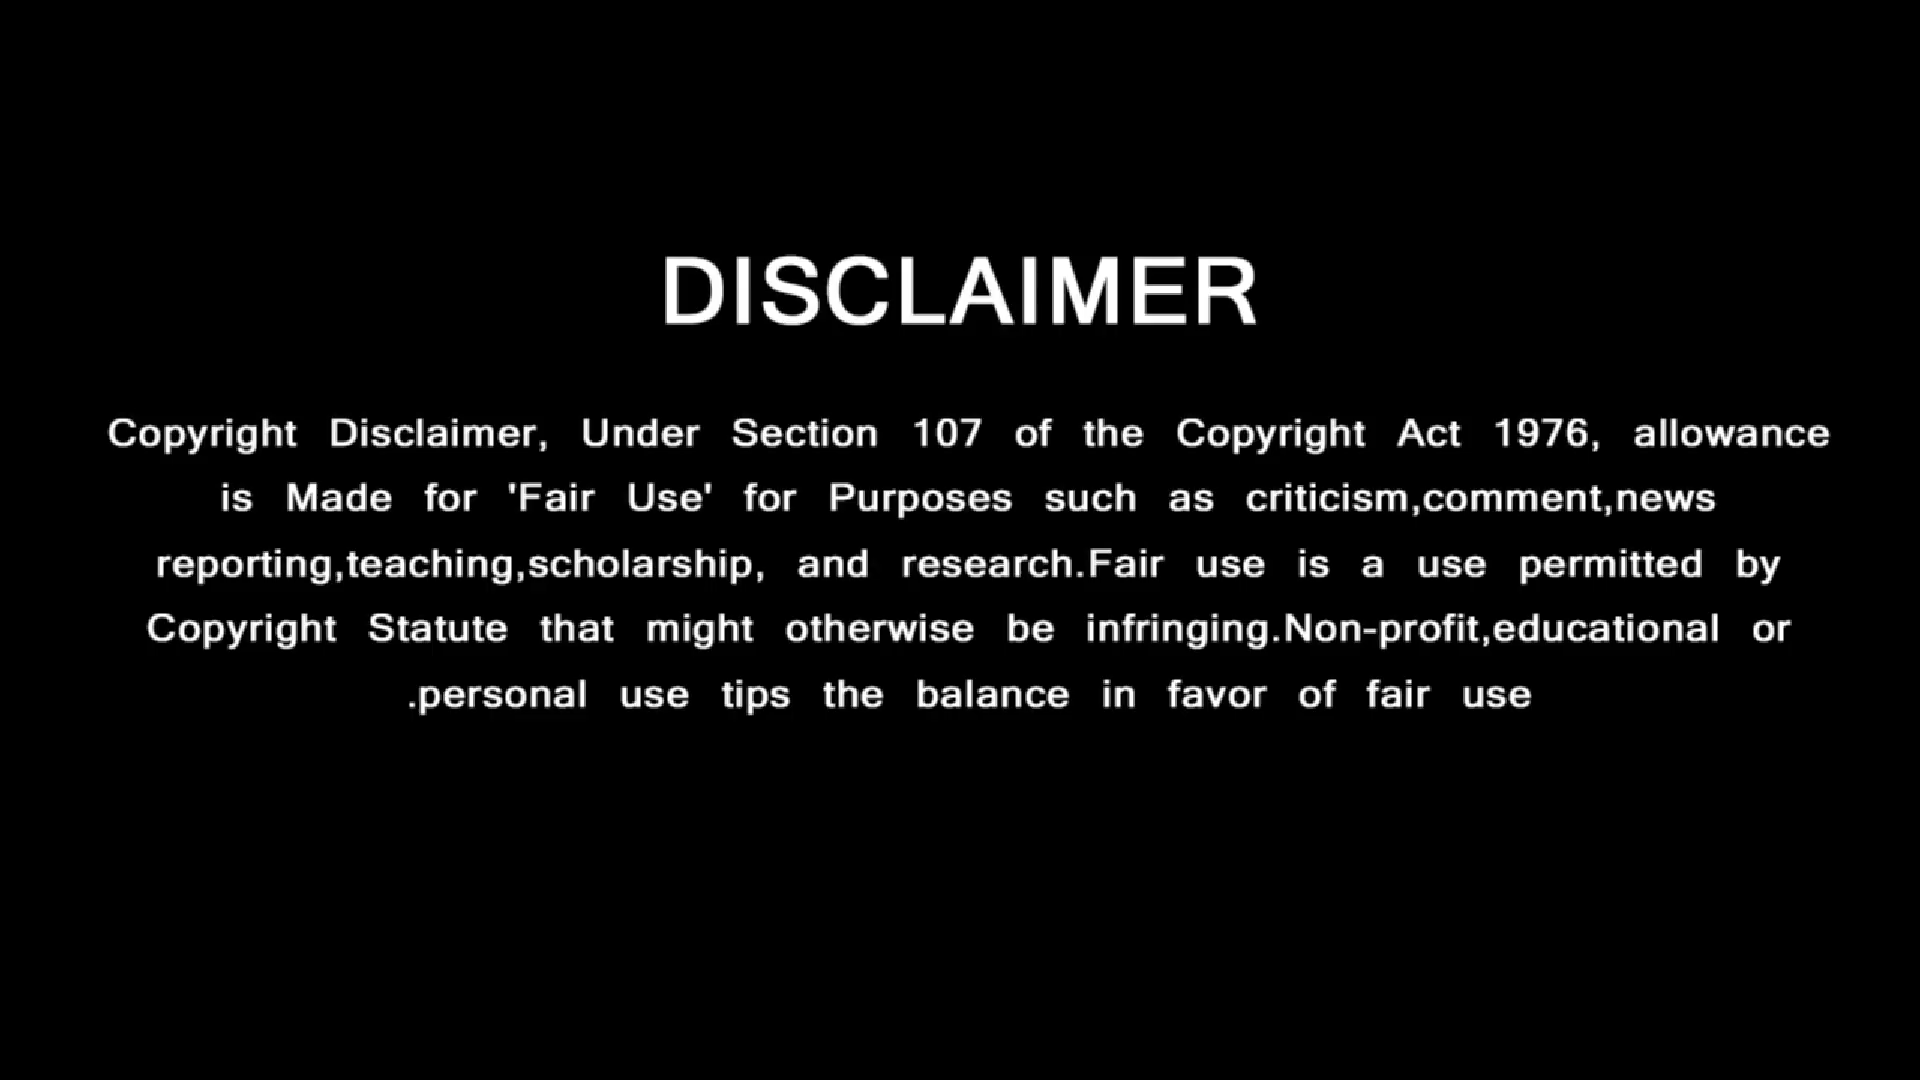 DISCLAIMER
Copyright Disclaimer, Under Section 107 of the Copyright Act 1976, allowance
is Made for 'Fair Use' for Purposes such as criticism,comment,news
reporting,teaching,scholarship, and research.Fair use is a use permitted by
Copyright Statute that might otherwise be infringing.Non-profit,educational or
.personal use tips the balance in favor of fair use